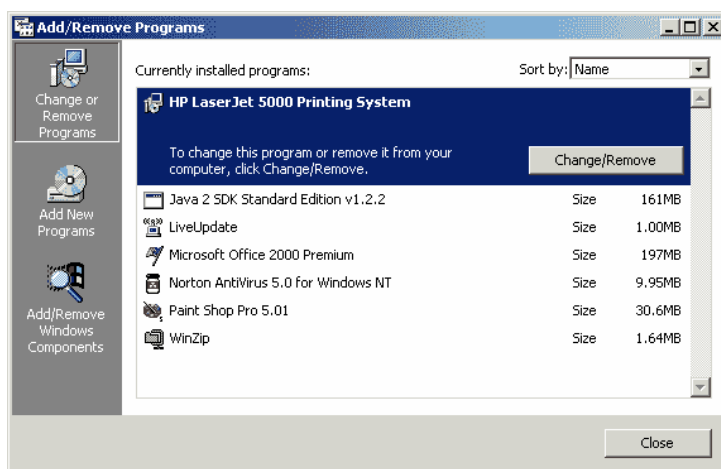 Add/Remove Programs
Change or
Remove
Programs
Add New
Programs
Add/Remove
Windows
Components
Currently installed programs:
Sort by: Name
HP LaserJet 5000 Printing System
To change this program or remove it from your
computer, click Change/Remove.
Change/Remove
Java 2 SDK Standard Edition v1.2.2 Size 161MB
LiveUpdate Size 1.00MB
Microsoft Office 2000 Premium Size 197MB
Norton AntiVirus 5.0 for Windows NT Size 9.95MB
Paint Shop Pro 5.01 Size 30.6MB
WinZip Size 1.64MB
Close